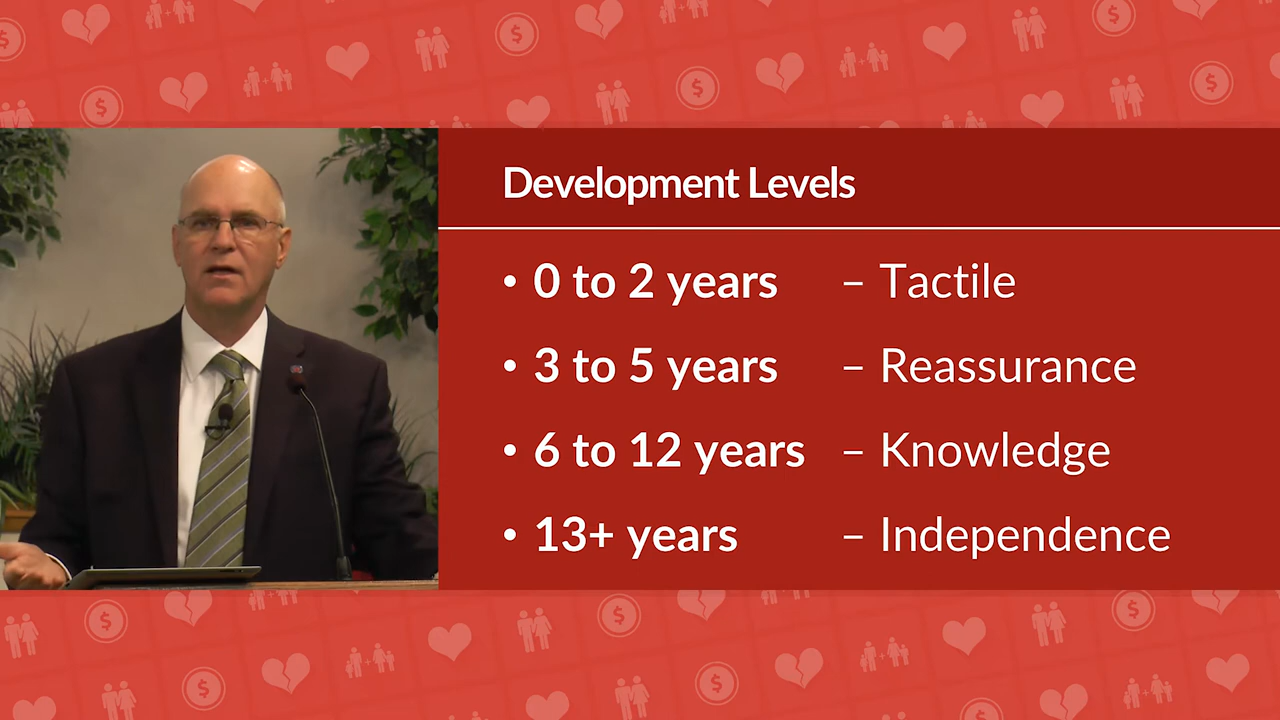 Development Levels
• 0 to 2 years – Tactile
• 3 to 5 years – Reassurance
• 6 to 12 years – Knowledge
• 13+ years – Independence